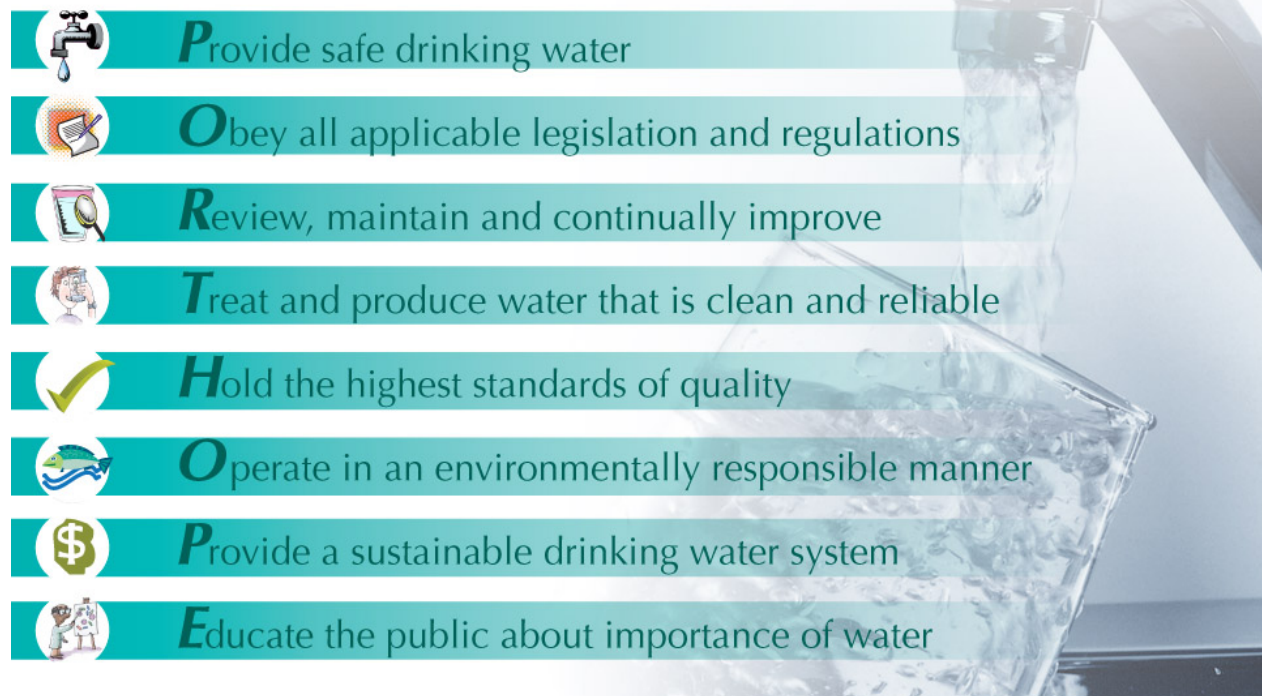 Provide safe drinking water
Obey all applicable legislation and regulations
Review, maintain and continually improve
Treat and produce water that is clean and reliable
Hold the highest standards of quality
Operate in an environmentally responsible manner
Provide a sustainable drinking water system
Educate the public about importance of water